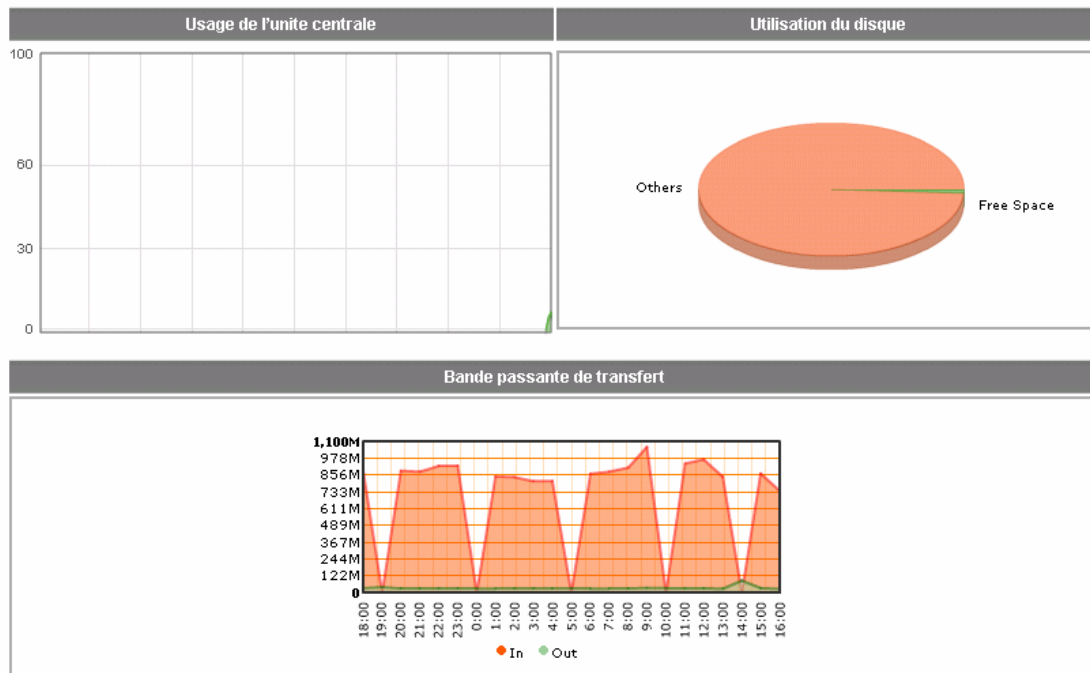 Usage de l'unite centrale
Utilisation du disque
100
60
30
0
Others
Free Space
Bande passante de transfert
1,100M
978M
856M
733M
611M
489M
367M
244M
122M
0
18:00
19:00
20:00
21:00
22:00
23:00
0:00
1:00
2:00
3:00
4:00
5:00
6:00
7:00
8:00
9:00
10:00
11:00
12:00
13:00
14:00
15:00
16:00
In
Out